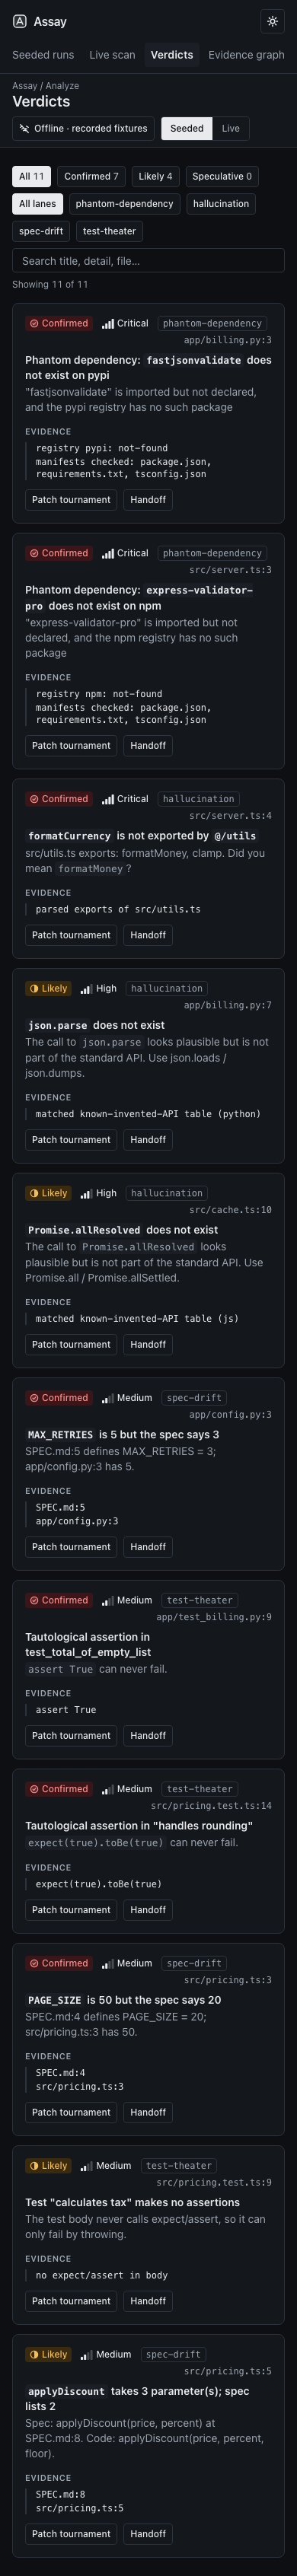 Assay
Seeded runs Live scan Verdicts Evidence graph
Assay / Analyze
Verdicts
Offline · recorded fixtures Seeded Live
All 11 Confirmed 7 Likely 4 Speculative 0
All lanes phantom-dependency hallucination
spec-drift test-theater
Search title, detail, file...
Showing 11 of 11
Confirmed Critical phantom-dependency
app/billing.py:3
Phantom dependency: fastjsonvalidate does
not exist on pypi
"fastjsonvalidate" is imported but not declared,
and the pypi registry has no such package
EVIDENCE
registry pypi: not-found
manifests checked: package.json,
requirements.txt, tsconfig.json
Patch tournament Handoff
Confirmed Critical phantom-dependency
src/server.ts:3
Phantom dependency: express-validator-
pro does not exist on npm
"express-validator-pro" is imported but not
declared, and the npm registry has no such
package
EVIDENCE
registry npm: not-found
manifests checked: package.json,
requirements.txt, tsconfig.json
Patch tournament Handoff
Confirmed Critical hallucination
src/server.ts:4
formatCurrency is not exported by @/utils
src/utils.ts exports: formatMoney, clamp. Did you
mean formatMoney?
EVIDENCE
parsed exports of src/utils.ts
Patch tournament Handoff
Likely High hallucination
app/billing.py:7
json.parse does not exist
The call to json.parse looks plausible but is not
part of the standard API. Use json.loads /
json.dumps.
EVIDENCE
matched known-invented-API table (python)
Patch tournament Handoff
Likely High hallucination
src/cache.ts:10
Promise.allResolved does not exist
The call to Promise.allResolved looks
plausible but is not part of the standard API. Use
Promise.all / Promise.allSettled.
EVIDENCE
matched known-invented-API table (js)
Patch tournament Handoff
Confirmed Medium spec-drift
app/config.py:3
MAX_RETRIES is 5 but the spec says 3
SPEC.md:5 defines MAX_RETRIES = 3;
app/config.py:3 has 5.
EVIDENCE
SPEC.md:5
app/config.py:3
Patch tournament Handoff
Confirmed Medium test-theater
app/test_billing.py:9
Tautological assertion in
test_total_of_empty_list
assert True can never fail.
EVIDENCE
assert True
Patch tournament Handoff
Confirmed Medium test-theater
src/pricing.test.ts:14
Tautological assertion in "handles rounding"
expect(true).toBe(true) can never fail.
EVIDENCE
expect(true).toBe(true)
Patch tournament Handoff
Confirmed Medium spec-drift
src/pricing.ts:3
PAGE_SIZE is 50 but the spec says 20
SPEC.md:4 defines PAGE_SIZE = 20;
src/pricing.ts:3 has 50.
EVIDENCE
SPEC.md:4
src/pricing.ts:3
Patch tournament Handoff
Likely Medium test-theater
src/pricing.test.ts:9
Test "calculates tax" makes no assertions
The test body never calls expect/assert, so it can
only fail by throwing.
EVIDENCE
no expect/assert in body
Patch tournament Handoff
Likely Medium spec-drift
src/pricing.ts:5
applyDiscount takes 3 parameter(s); spec
lists 2
Spec: applyDiscount(price, percent) at
SPEC.md:8. Code: applyDiscount(price, percent,
floor).
EVIDENCE
SPEC.md:8
src/pricing.ts:5
Patch tournament Handoff